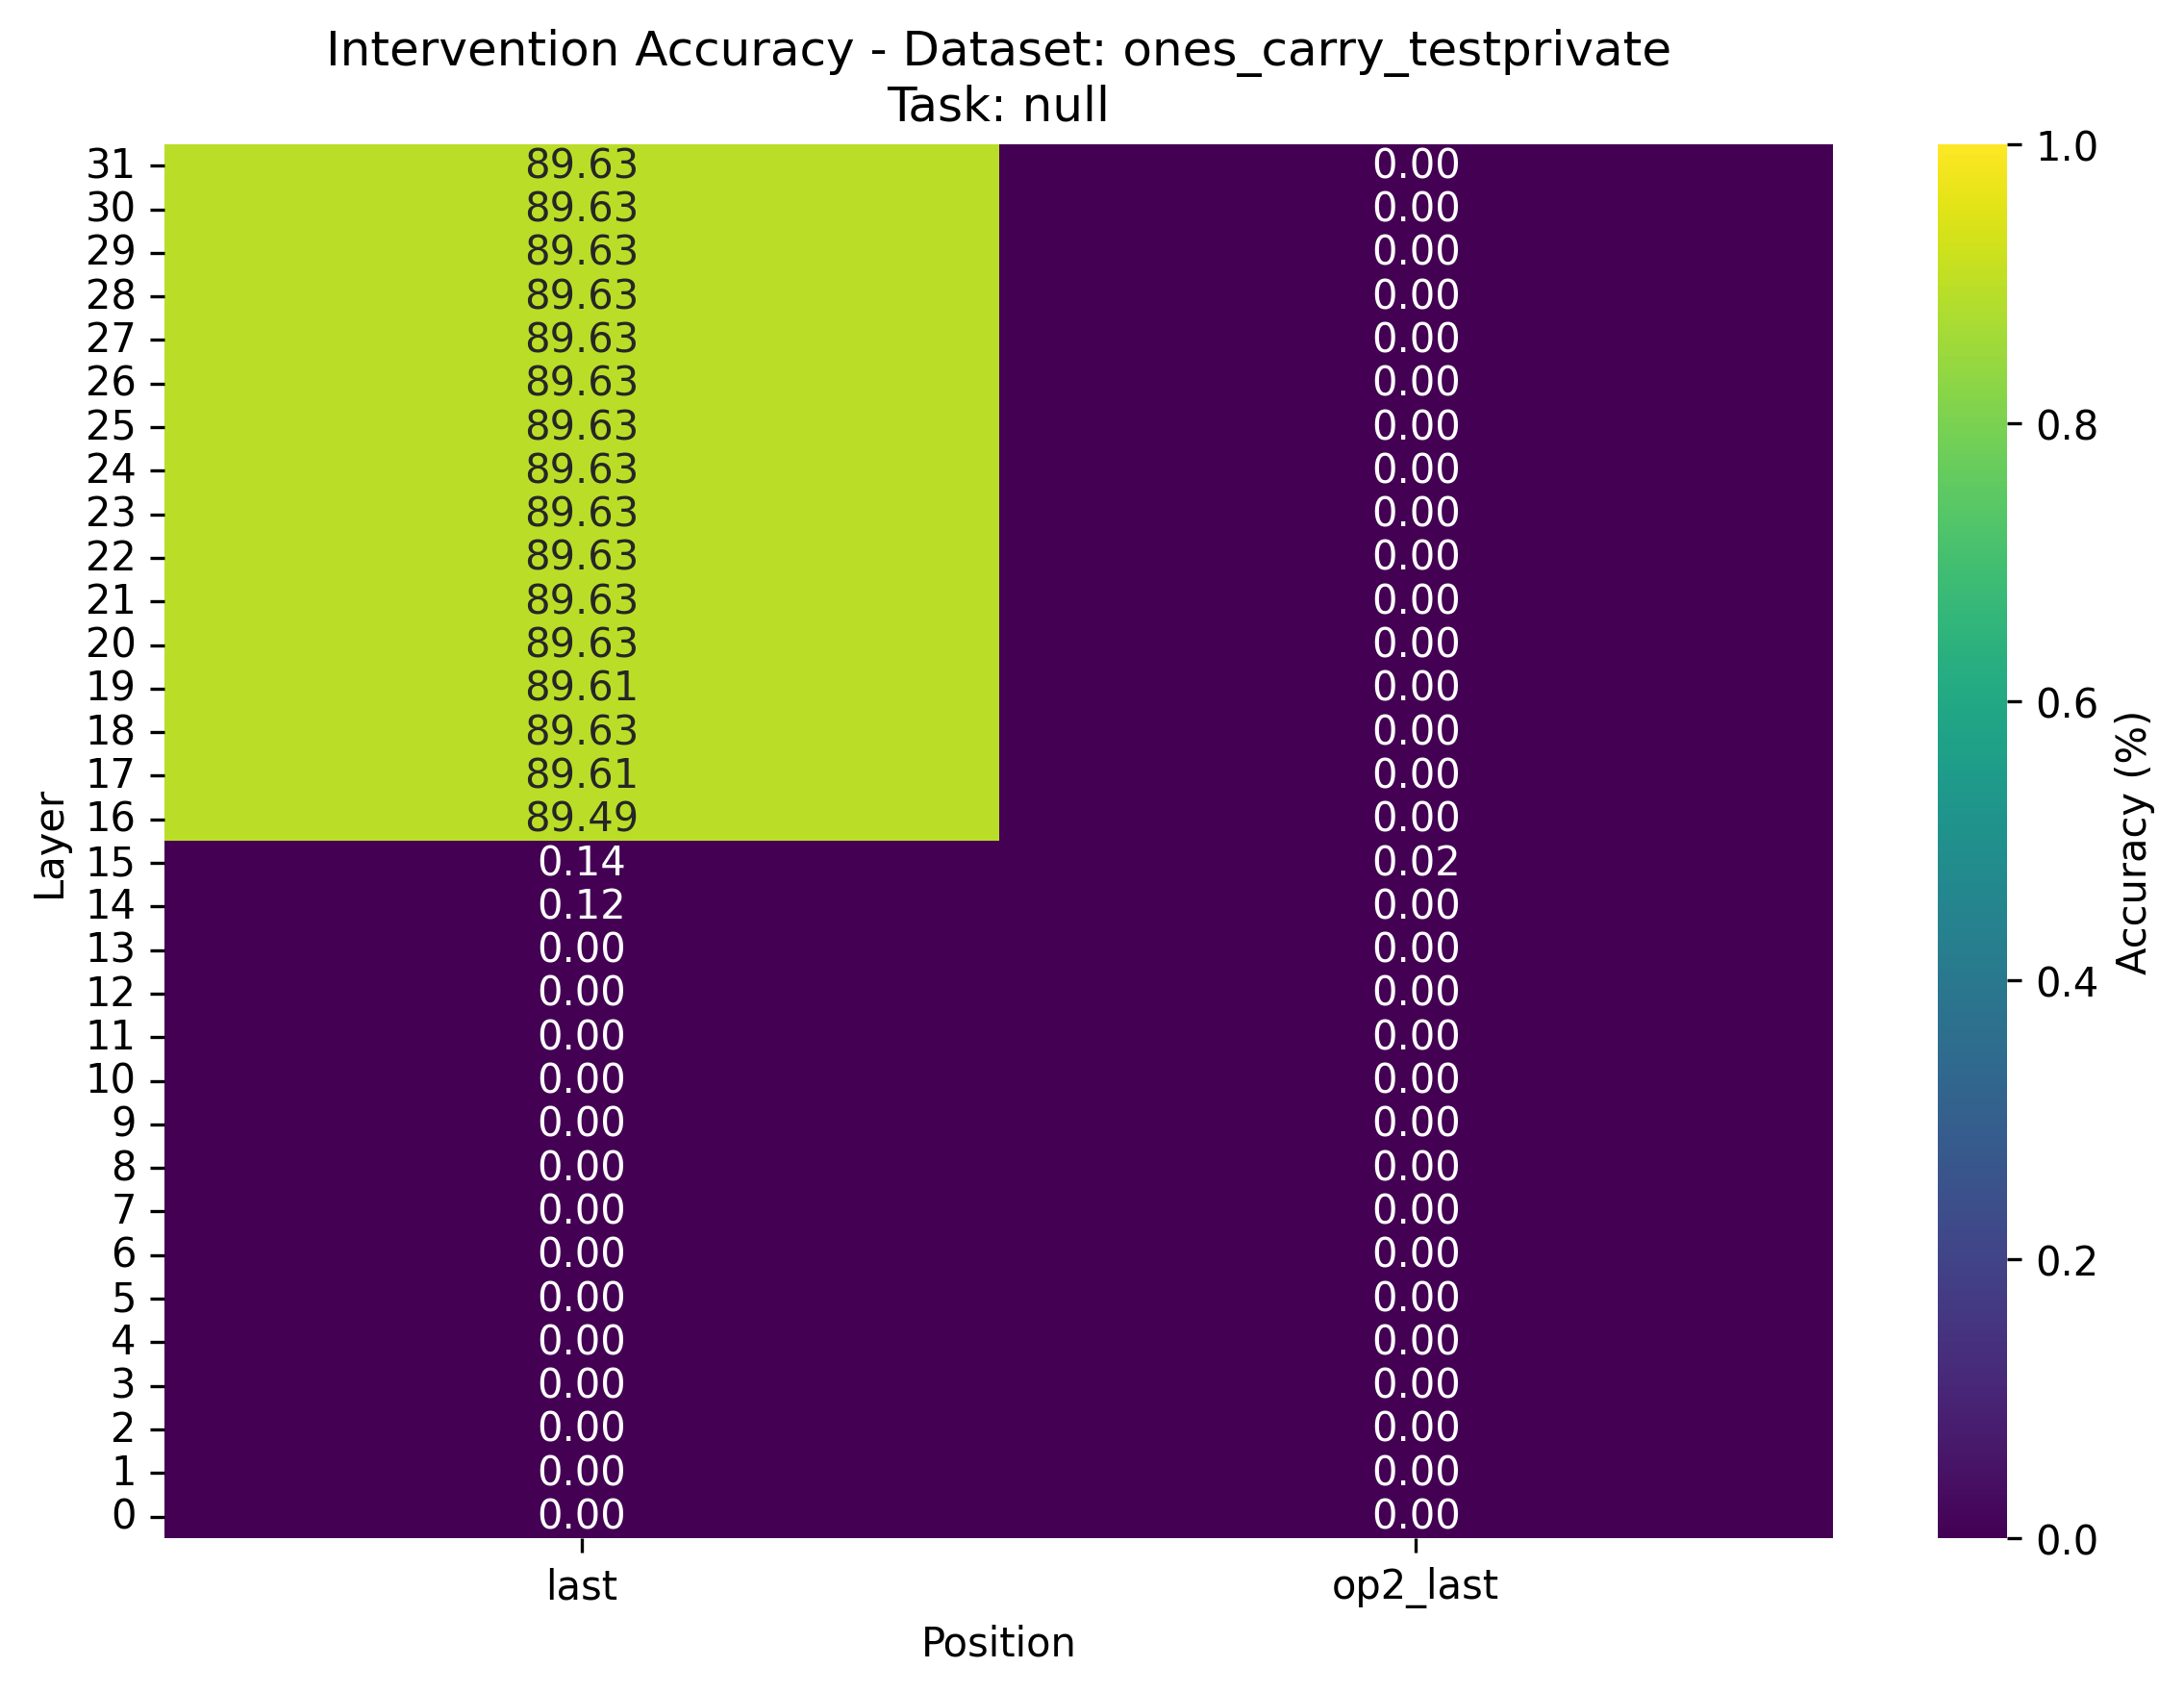 Intervention Accuracy - Dataset: ones_carry_testprivate
Task: null
31 89.63 0.00
30 89.63 0.00
29 89.63 0.00
28 89.63 0.00
27 89.63 0.00
26 89.63 0.00
25 89.63 0.00
24 89.63 0.00
23 89.63 0.00
22 89.63 0.00
21 89.63 0.00
20 89.63 0.00
19 89.61 0.00
18 89.63 0.00
17 89.61 0.00
16 89.49 0.00
15 0.14 0.02
14 0.12 0.00
13 0.00 0.00
12 0.00 0.00
11 0.00 0.00
10 0.00 0.00
9 0.00 0.00
8 0.00 0.00
7 0.00 0.00
6 0.00 0.00
5 0.00 0.00
4 0.00 0.00
3 0.00 0.00
2 0.00 0.00
1 0.00 0.00
0 0.00 0.00
Layer
last op2_last
Position
1.0
0.8
0.6
0.4
0.2
0.0
Accuracy (%)